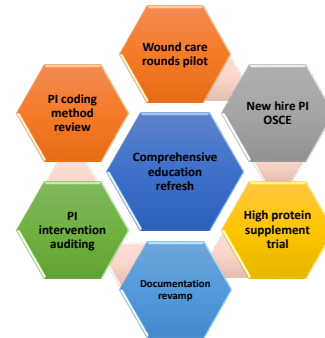 Wound care
rounds pilot
PI coding
method
review
New hire PI
OSCE
Comprehensive
education
refresh
PI
intervention
auditing
High protein
supplement
trial
Documentation
revamp